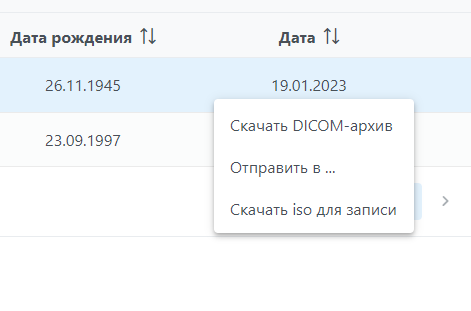 Дата рождения Дата
26.11.1945 19.01.2023
Скачать DICOM-архив
23.09.1997
Отправить в ...
Скачать iso для записи